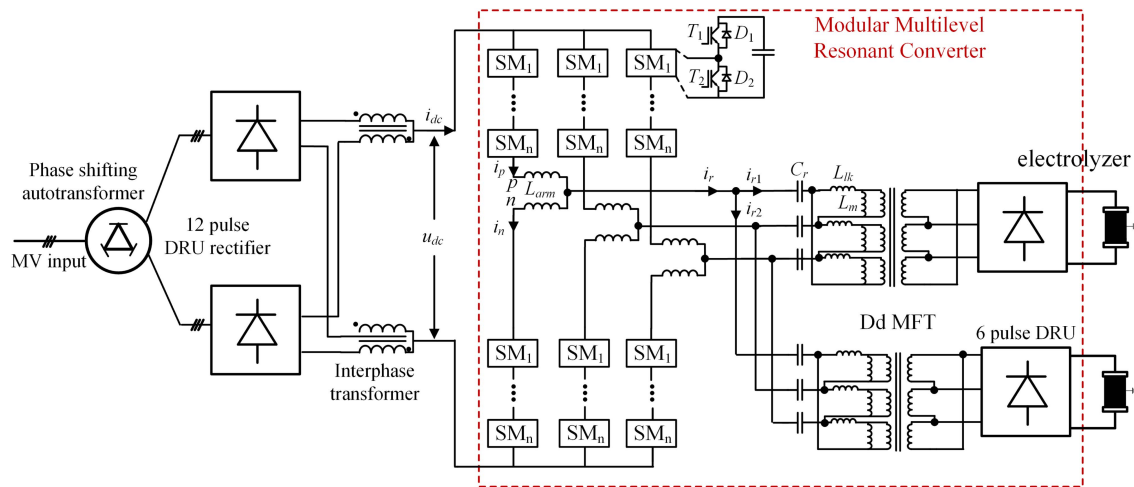 Modular Multilevel
Resonant Converter
T1
D1
T2
D2
SM1
SM1
SM1
SMn
SMn
SMn
idc
udc
ip
p
n
Larm
in
ir
ir1
ir2
Cr
Llk
Lm
electrolyzer
Phase shifting
autotransformer
12 pulse
DRU rectifier
MV input
Interphase
transformer
Dd MFT
6 pulse DRU
SM1
SM1
SM1
SMn
SMn
SMn